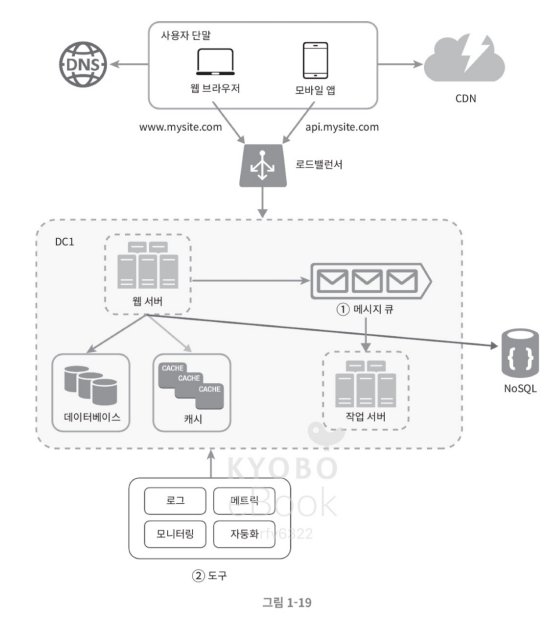 사용자 단말
DNS
웹 브라우저
모바일 앱
CDN
www.mysite.com
api.mysite.com
로드밸런서
DC1
웹 서버
① 메시지 큐
CACHE
CACHE
CACHE
데이터베이스
캐시
작업 서버
NoSQL
{ }
KYOBO
eBook
로그
메트릭
모니터링
자동화
② 도구
그림 1-19